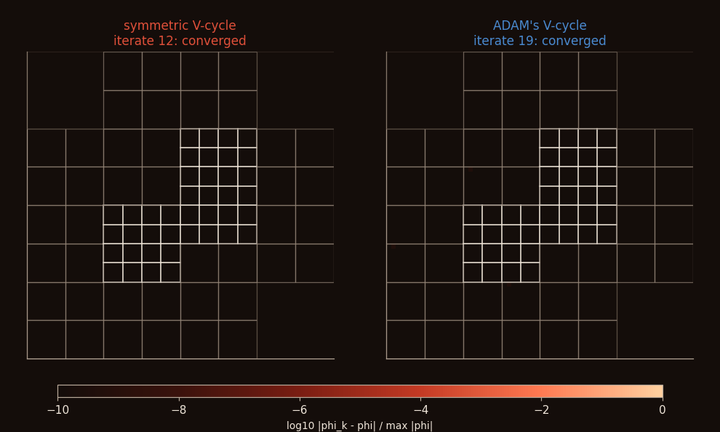 symmetric V-cycle
iterate 12: converged
ADAM's V-cycle
iterate 19: converged
−10 −8 −6 −4 −2 0
log10 |phi_k - phi| / max |phi|